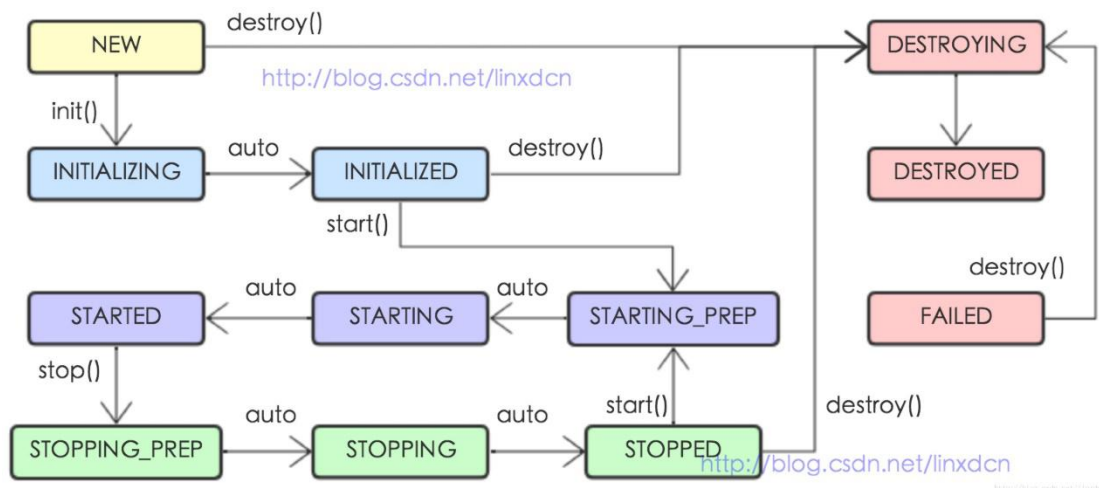 destroy()
NEW
DESTROYING
http://blog.csdn.net/linxdcn
init()
auto
destroy()
INITIALIZING
INITIALIZED
DESTROYED
start()
destroy()
auto
auto
STARTED
STARTING
STARTING_PREP
FAILED
stop()
auto
auto
start()
destroy()
STOPPING_PREP
STOPPING
STOPPED
http://blog.csdn.net/linxdcn